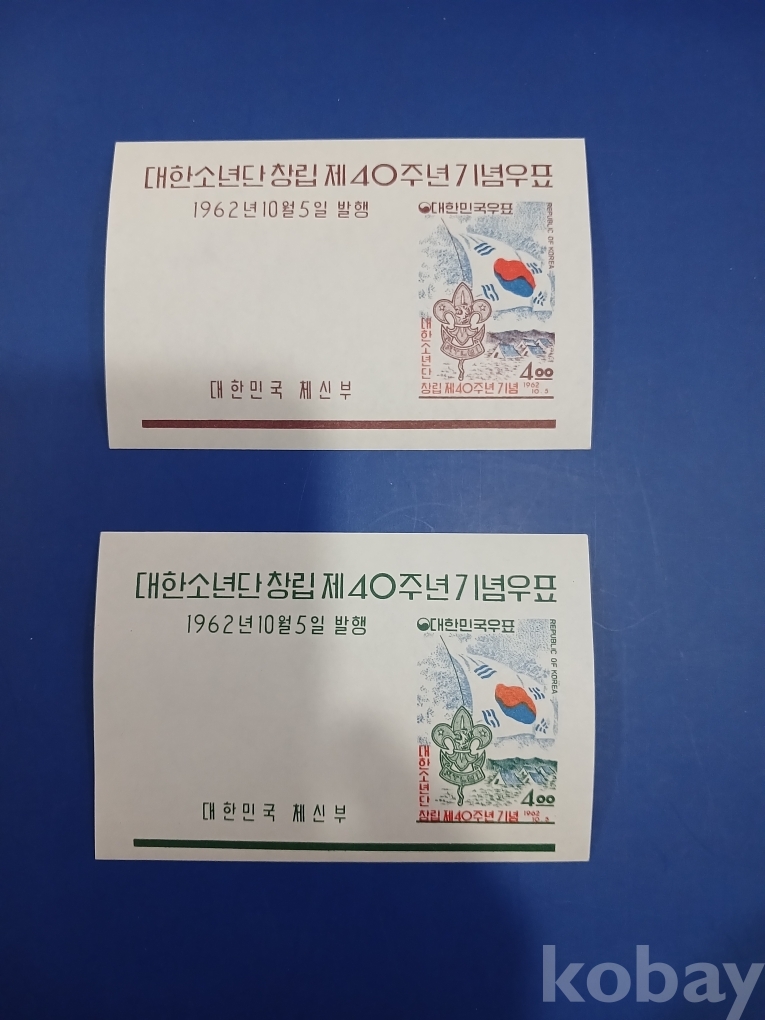 대한소년단 창립 제40주년 기념우표
1962년 10월 5일 발행
대한민국우표
REPUBLIC OF KOREA
대한소년단
창립 제40주년 기념
4.00
1962
10. 5
대한민국 체신부
대한소년단 창립 제40주년 기념우표
1962년 10월 5일 발행
대한민국우표
REPUBLIC OF KOREA
대한소년단
창립 제40주년 기념
4.00
1962
10. 5
대한민국 체신부
kobay